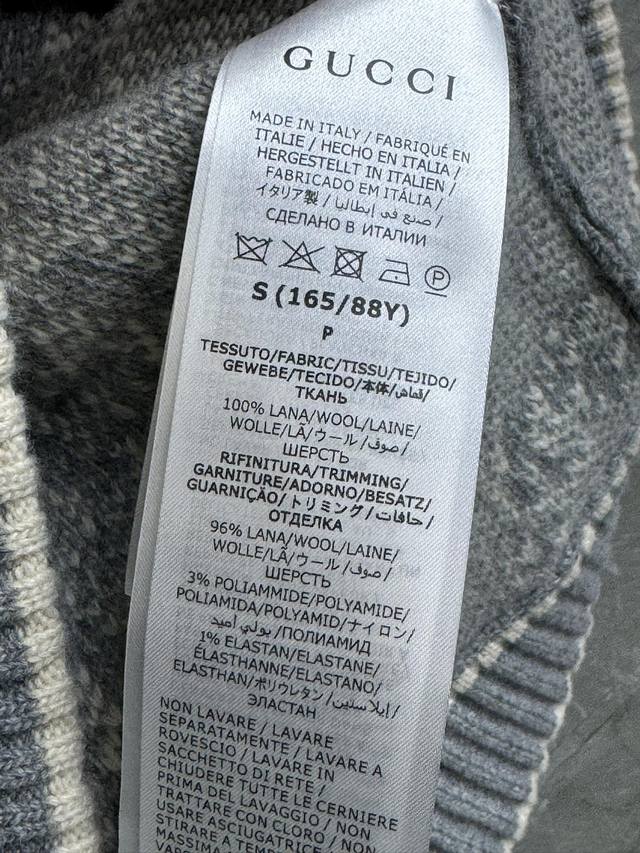 GUCCI
MADE IN ITALY / FABRIQUÉ EN
ITALIE / HECHO EN ITALIA /
HERGESTELLT IN ITALIEN /
FABRICADO EM ITÁLIA /
イタリア製 / صنع في إيطاليا /
СДЕЛАНО В ИТАЛИИ
P
S (165/88Y)
P
TESSUTO/FABRIC/TISSU/TEJIDO/
GEWEBE/TECIDO/本体/قماش/
ТКАНЬ
100% LANA/WOOL/LAINE/
WOLLE/LÃ/ウール/صوف/
ШЕРСТЬ
RIFINITURA/TRIMMING/
GARNITURE/ADORNO/BESATZ/
GUARNIÇÃO/トリミング/حافات/
ОТДЕЛКА
96% LANA/WOOL/LAINE/
WOLLE/LÃ/ウール/صوف/
ШЕРСТЬ
3% POLIAMMIDE/POLYAMIDE/
POLIAMIDA/POLYAMID/ナイロン/
بولي أميد/ПОЛИАМИД
1% ELASTAN/ELASTANE/
ÉLASTHANNE/ELASTANO/
ELASTHAN/ポリウレタン/إيلاستين/
ЭЛАСТАН
NON LAVARE / LAVARE
SEPARATAMENTE / LAVARE A
ROVESCIO / LAVARE IN
SACCHETTO DI RETE /
CHIUDERE TUTTE LE CERNIERE
PRIMA DEL LAVAGGIO / NON
TRATTARE CON CLORO / NON
USARE ASCIUGATRICE
STIRARE A
MASSIMA